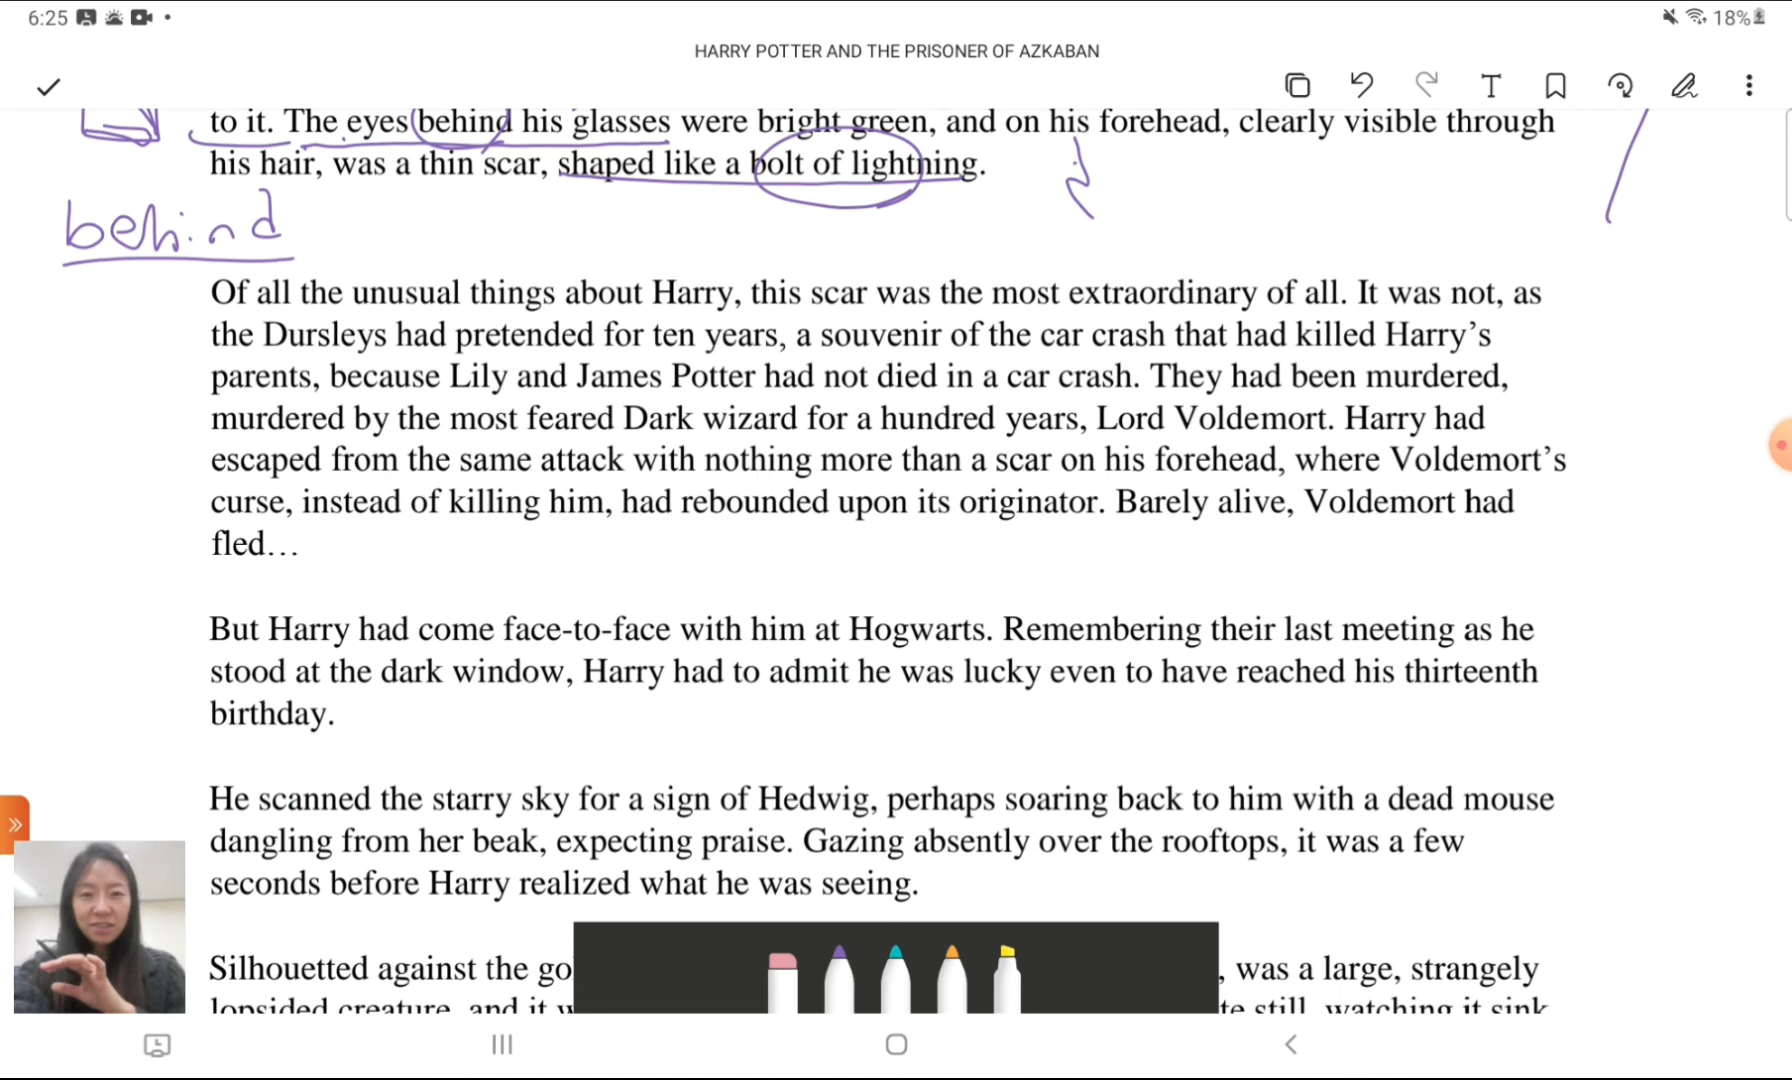 6:25
18%
HARRY POTTER AND THE PRISONER OF AZKABAN
T
to it. The eyes behind his glasses were bright green, and on his forehead, clearly visible through
his hair, was a thin scar, shaped like a bolt of lightning.
behind
Of all the unusual things about Harry, this scar was the most extraordinary of all. It was not, as
the Dursleys had pretended for ten years, a souvenir of the car crash that had killed Harry’s
parents, because Lily and James Potter had not died in a car crash. They had been murdered,
murdered by the most feared Dark wizard for a hundred years, Lord Voldemort. Harry had
escaped from the same attack with nothing more than a scar on his forehead, where Voldemort’s
curse, instead of killing him, had rebounded upon its originator. Barely alive, Voldemort had
fled…
But Harry had come face-to-face with him at Hogwarts. Remembering their last meeting as he
stood at the dark window, Harry had to admit he was lucky even to have reached his thirteenth
birthday.
He scanned the starry sky for a sign of Hedwig, perhaps soaring back to him with a dead mouse
dangling from her beak, expecting praise. Gazing absently over the rooftops, it was a few
seconds before Harry realized what he was seeing.
Silhouetted against the go , was a large, strangely
lopsided creature, and it w te still, watching it sink